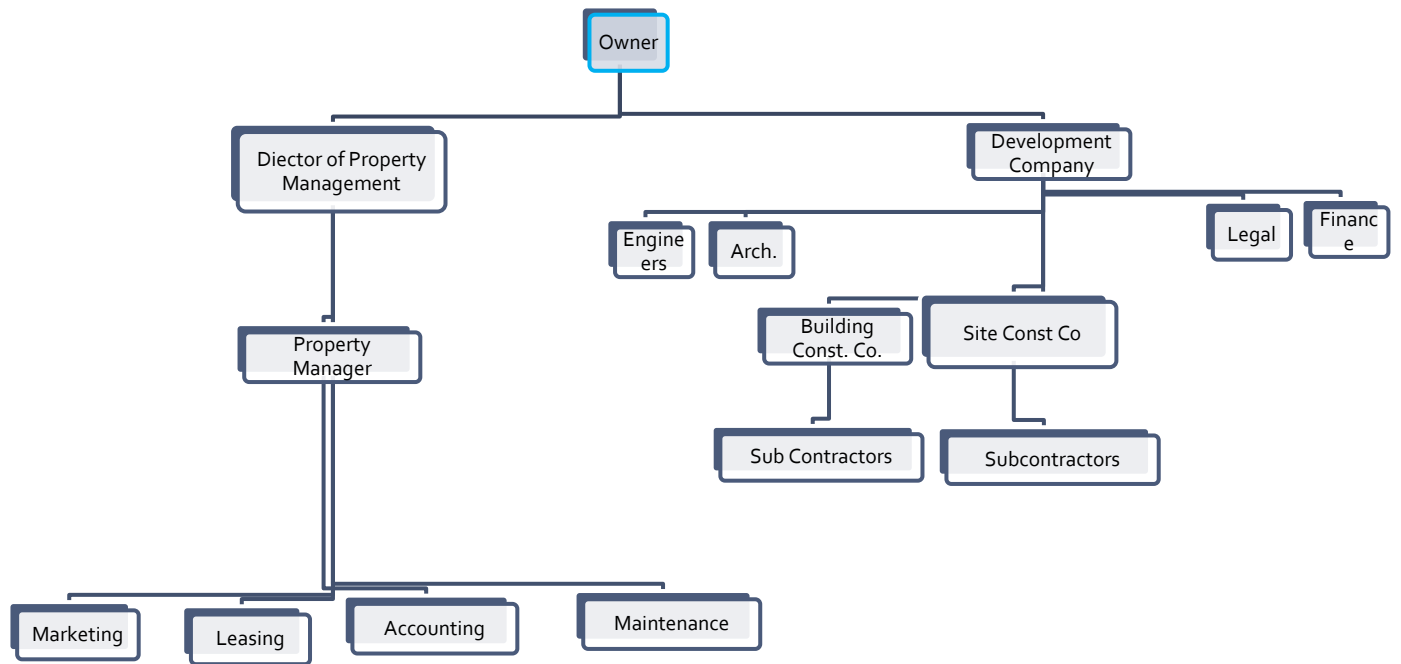 Owner
Diector of Property
Management
Development
Company
Engine
ers
Arch.
Legal
Financ
e
Building
Const. Co.
Site Const Co
Property
Manager
Sub Contractors
Subcontractors
Marketing
Leasing
Accounting
Maintenance